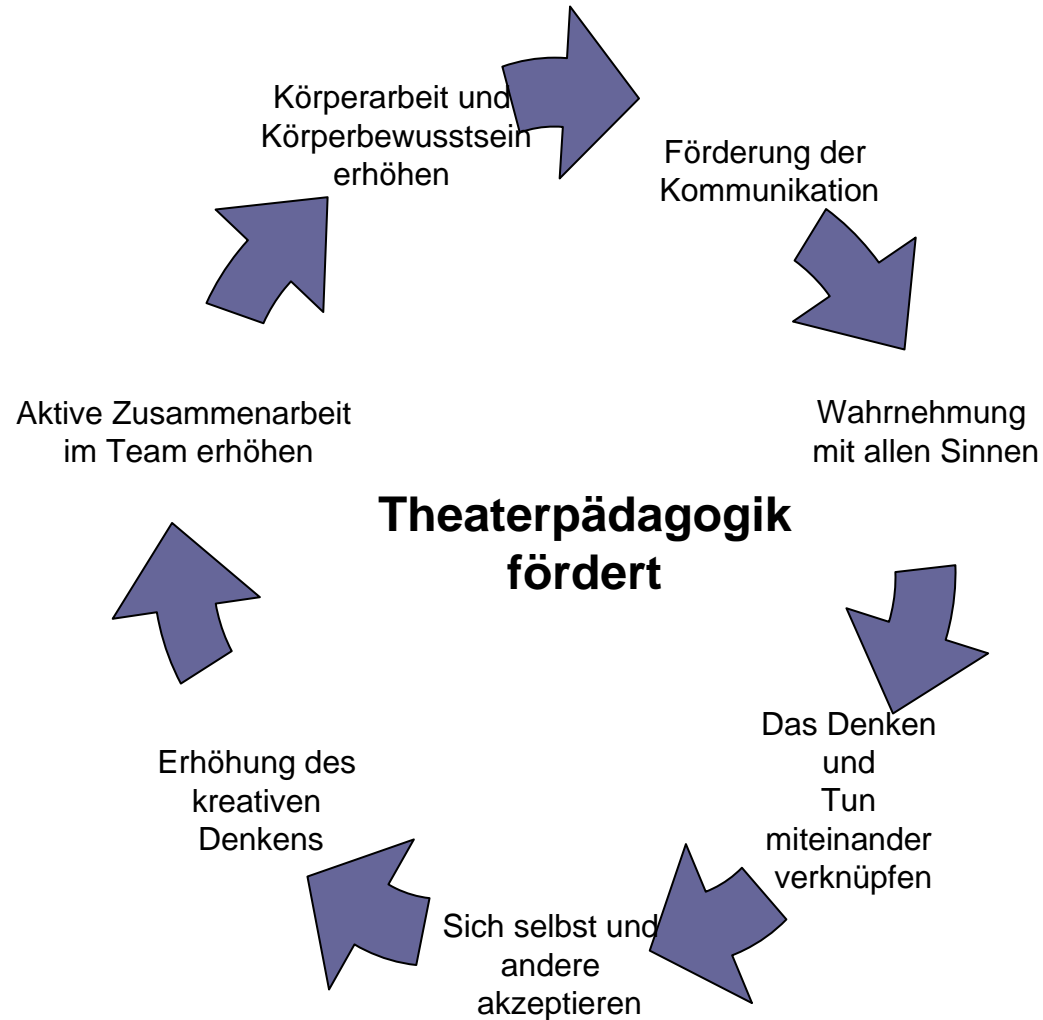 Körperarbeit und
Körperbewusstsein
erhöhen
Förderung der
Kommunikation
Wahrnehmung
mit allen Sinnen
Das Denken
und
Tun
miteinander
verknüpfen
Sich selbst und
andere
akzeptieren
Erhöhung des
kreativen
Denkens
Aktive Zusammenarbeit
im Team erhöhen
Theaterpädagogik
fördert